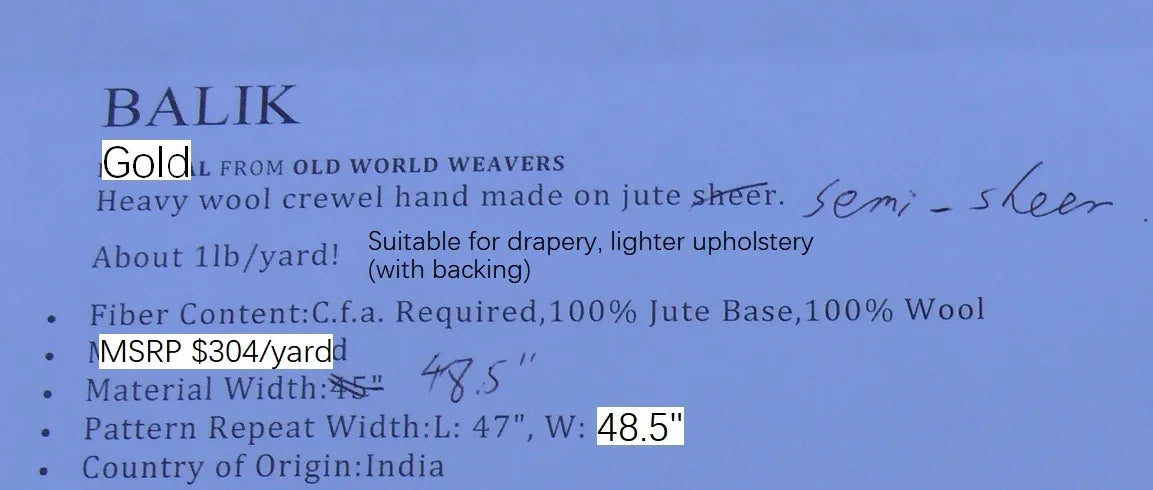 BALIK
Gold L FROM OLD WORLD WEAVERS
Heavy wool crewel hand made on jute sheer. semi-sheer.
About 1lb/yard! Suitable for drapery, lighter upholstery
(with backing)
• Fiber Content:C.f.a. Required,100% Jute Base,100% Wool
• MSRP $304/yard
• Material Width:45" 48.5"
• Pattern Repeat Width:L: 47", W: 48.5"
• Country of Origin:India